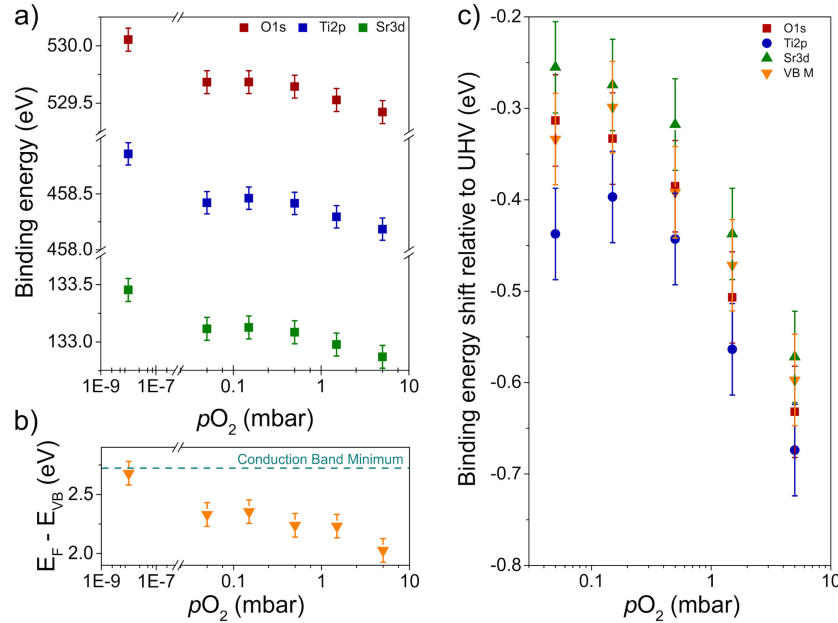 a)
O1s Ti2p Sr3d
530.0
529.5
458.5
458.0
133.5
133.0
Binding energy (eV)
1E-9 1E-7 0.1 1 10
pO2 (mbar)
b)
Conduction Band Minimum
2.5
2.0
EF - EVB
(eV)
1E-9 1E-7 0.1 1 10
pO2 (mbar)
c)
O1s
Ti2p
Sr3d
VB M
-0.2
-0.3
-0.4
-0.5
-0.6
-0.7
-0.8
Binding energy shift relative to UHV (eV)
0.1 1 10
pO2 (mbar)